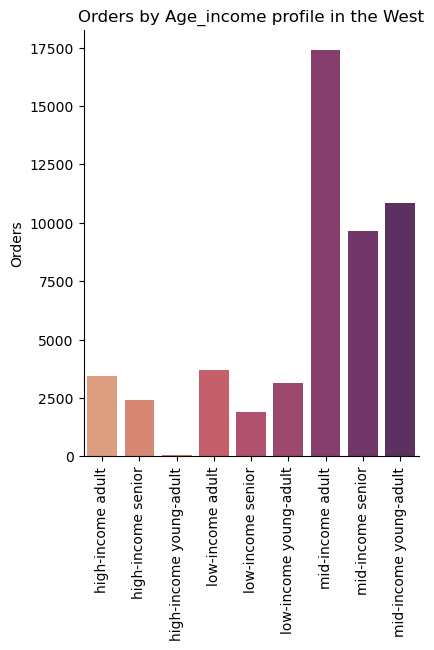 Orders by Age_income profile in the West
17500
15000
12500
10000
7500
5000
2500
0
Orders
high-income adult
high-income senior
high-income young-adult
low-income adult
low-income senior
low-income young-adult
mid-income adult
mid-income senior
mid-income young-adult